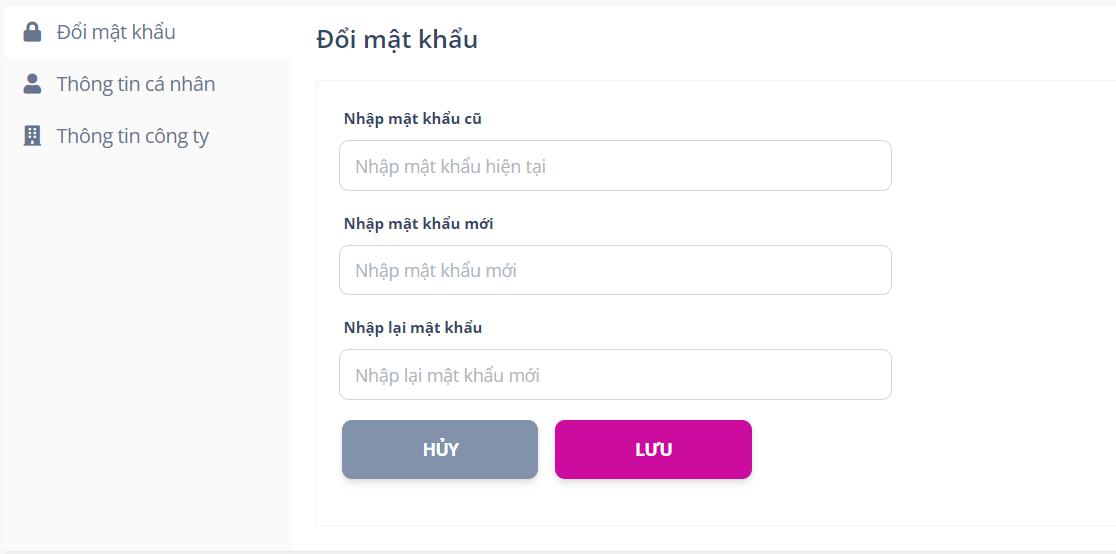 Đổi mật khẩu
Thông tin cá nhân
Thông tin công ty
Đổi mật khẩu
Nhập mật khẩu cũ
Nhập mật khẩu hiện tại
Nhập mật khẩu mới
Nhập mật khẩu mới
Nhập lại mật khẩu
Nhập lại mật khẩu mới
HỦY
LƯU